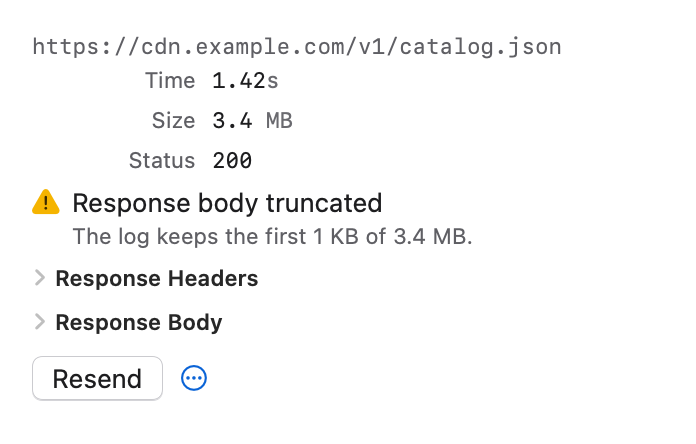 https://cdn.example.com/v1/catalog.json
Time 1.42s
Size 3.4 MB
Status 200
Response body truncated
The log keeps the first 1 KB of 3.4 MB.
Response Headers
Response Body
Resend